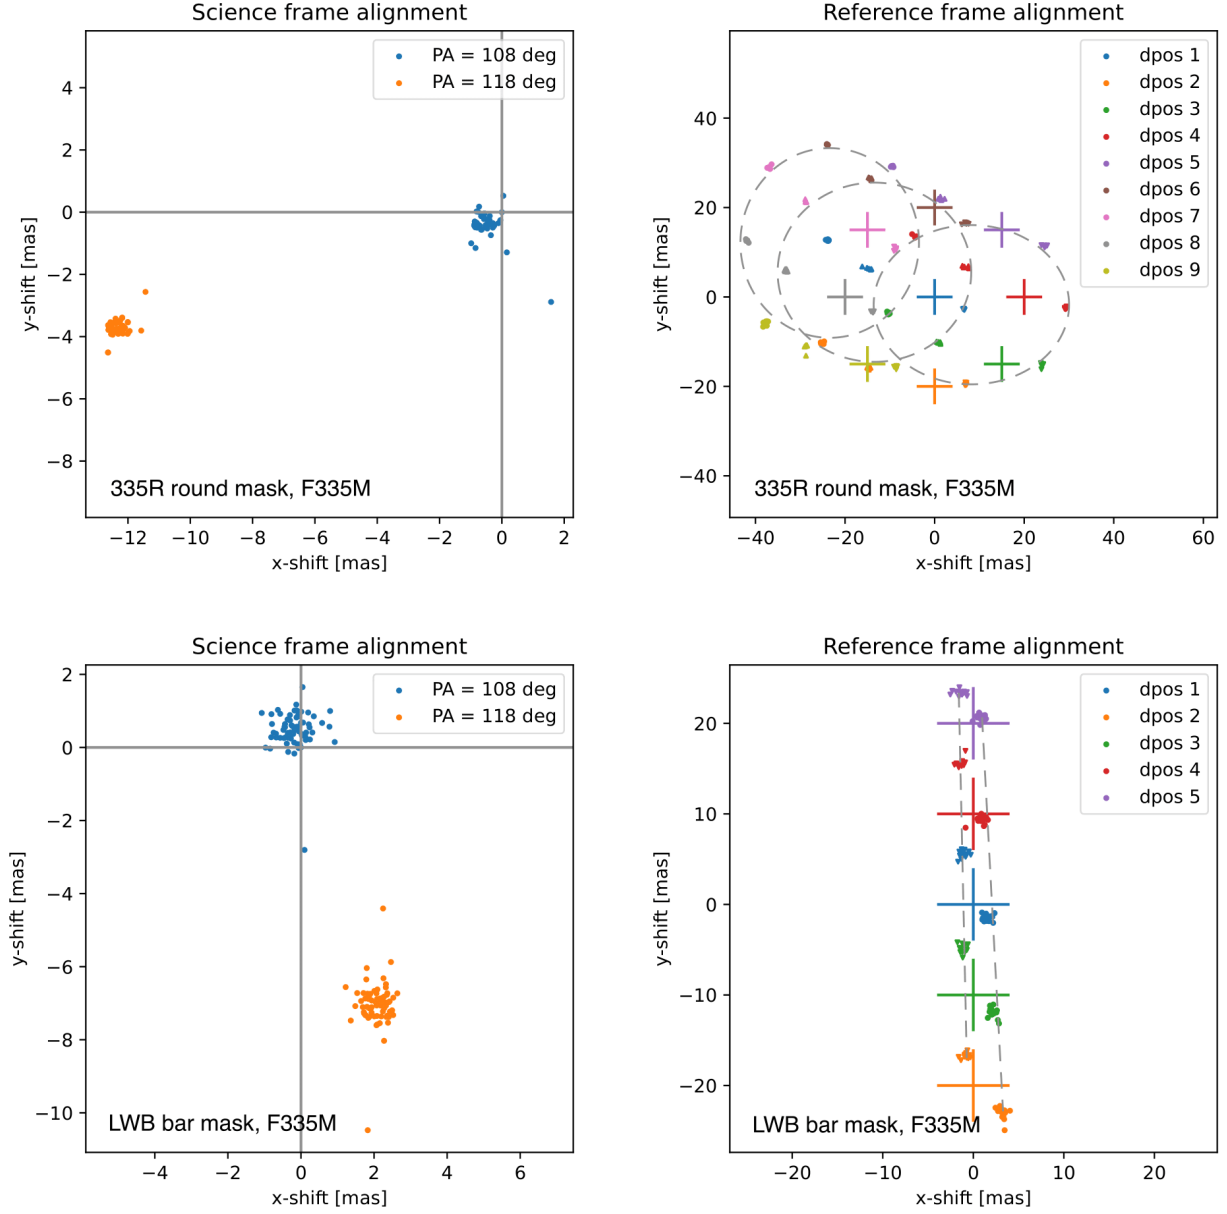 Science frame alignment
PA = 108 deg
PA = 118 deg
4
2
0
−2
−4
−6
−8
y-shift [mas]
335R round mask, F335M
−12 −10 −8 −6 −4 −2 0 2
x-shift [mas]
Reference frame alignment
dpos 1
dpos 2
dpos 3
dpos 4
dpos 5
dpos 6
dpos 7
dpos 8
dpos 9
40
20
0
−20
−40
y-shift [mas]
335R round mask, F335M
−40 −20 0 20 40 60
x-shift [mas]
Science frame alignment
PA = 108 deg
PA = 118 deg
2
0
−2
−4
−6
−8
−10
y-shift [mas]
LWB bar mask, F335M
−4 −2 0 2 4 6
x-shift [mas]
Reference frame alignment
dpos 1
dpos 2
dpos 3
dpos 4
dpos 5
20
10
0
−10
−20
y-shift [mas]
LWB bar mask, F335M
−20 −10 0 10 20
x-shift [mas]